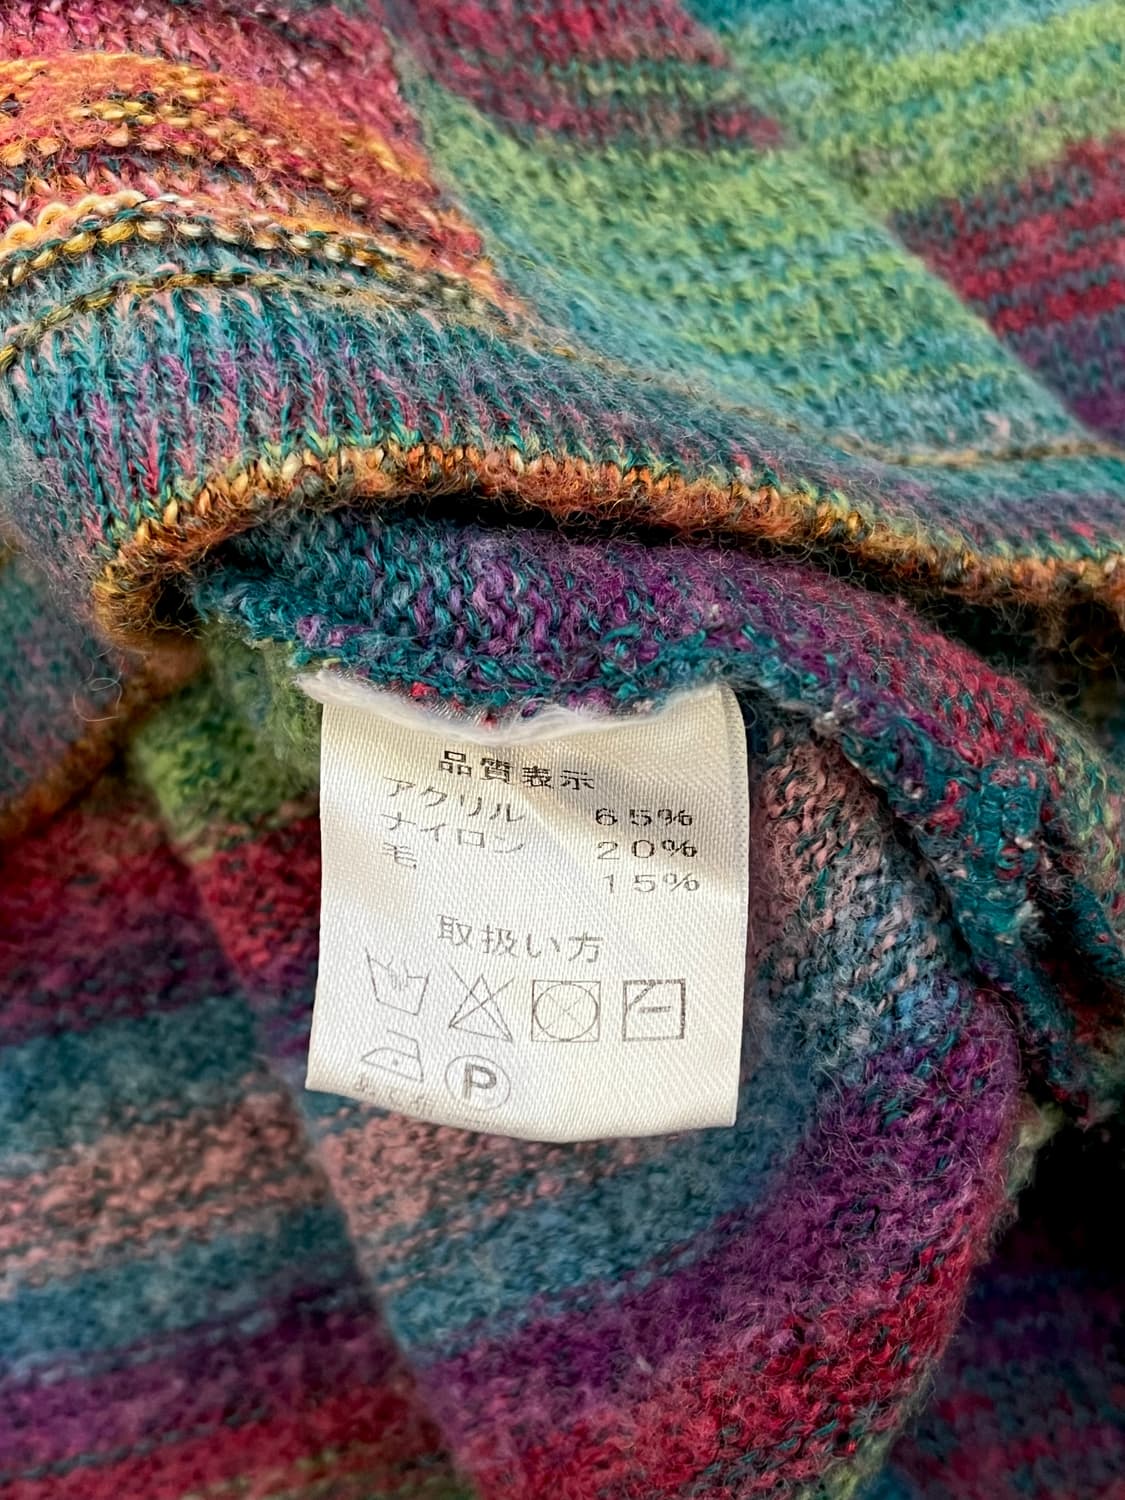 品質表示
アクリル 65%
ナイロン 20%
毛 15%
取扱い方
P